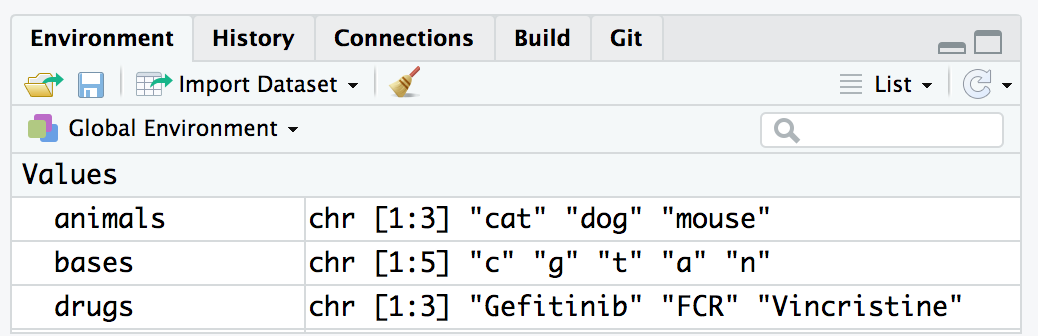 Environment History Connections Build Git
Import Dataset List
Global Environment
Values
animals chr [1:3] "cat" "dog" "mouse"
bases chr [1:5] "c" "g" "t" "a" "n"
drugs chr [1:3] "Gefitinib" "FCR" "Vincristine"